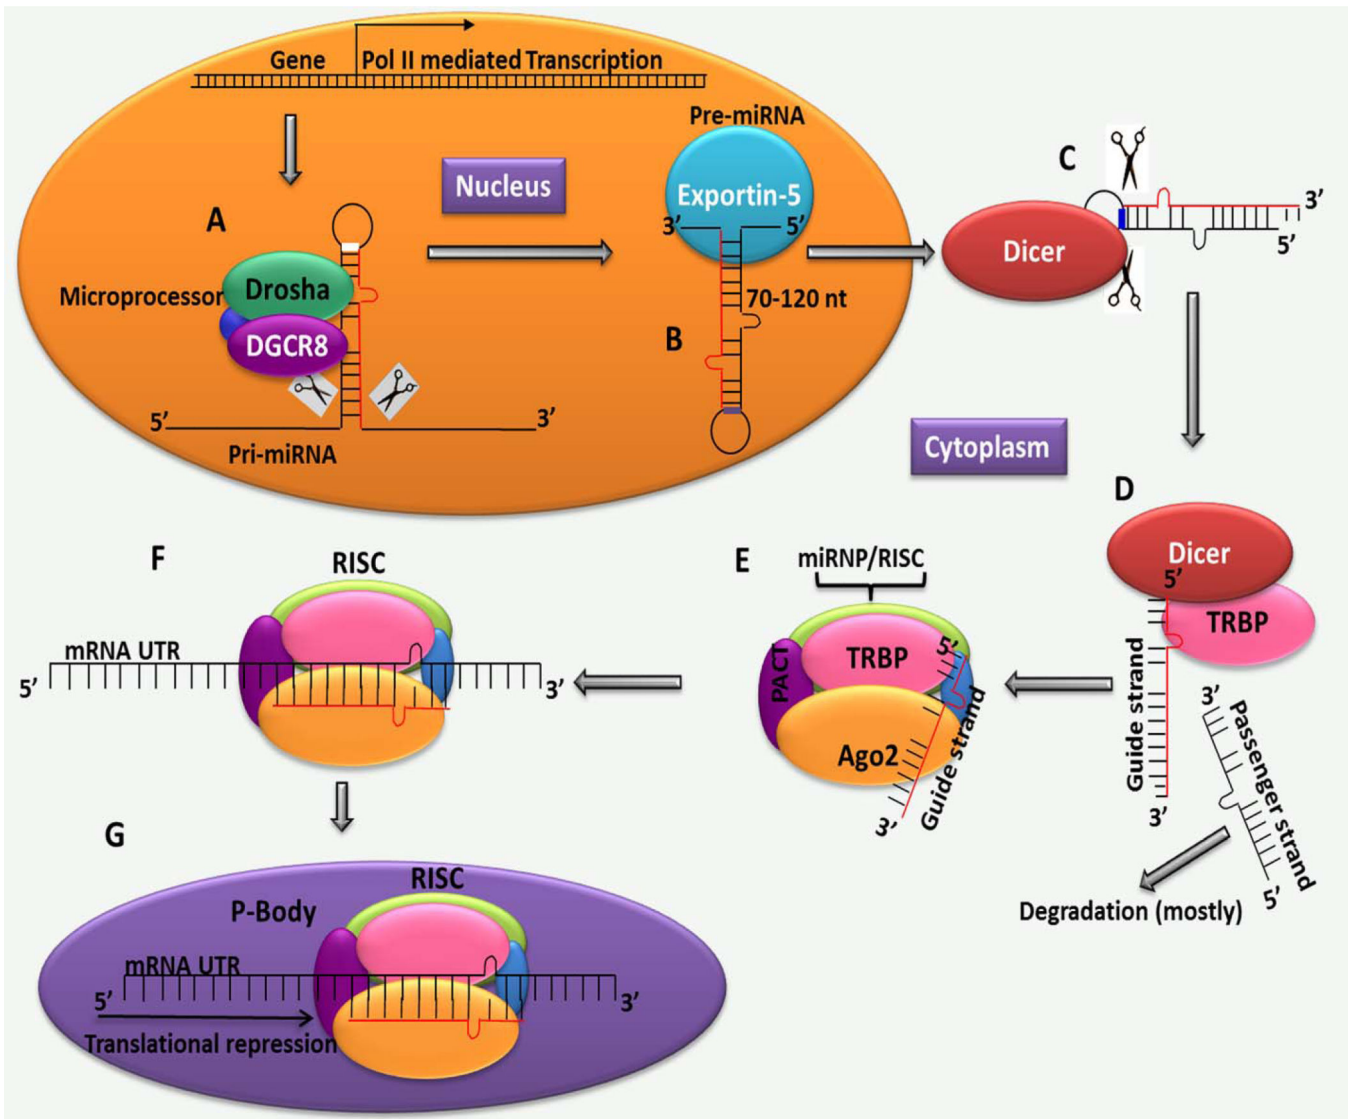 Gene
Pol II mediated Transcription
Pre-miRNA
Nucleus
Exportin-5
3’
5’
A
Drosha
Microprocessor
DGCR8
70-120 nt
B
5’
3’
Pri-miRNA
C
3’
Dicer
5’
Cytoplasm
D
Dicer
5’
TRBP
Guide strand
3’
3’
Passenger strand
5’
Degradation (mostly)
E
miRNP/RISC
TRBP
5’
PACT
Ago2
Guide strand
3’
F
RISC
mRNA UTR
5’
3’
G
RISC
P-Body
mRNA UTR
5’
3’
Translational repression